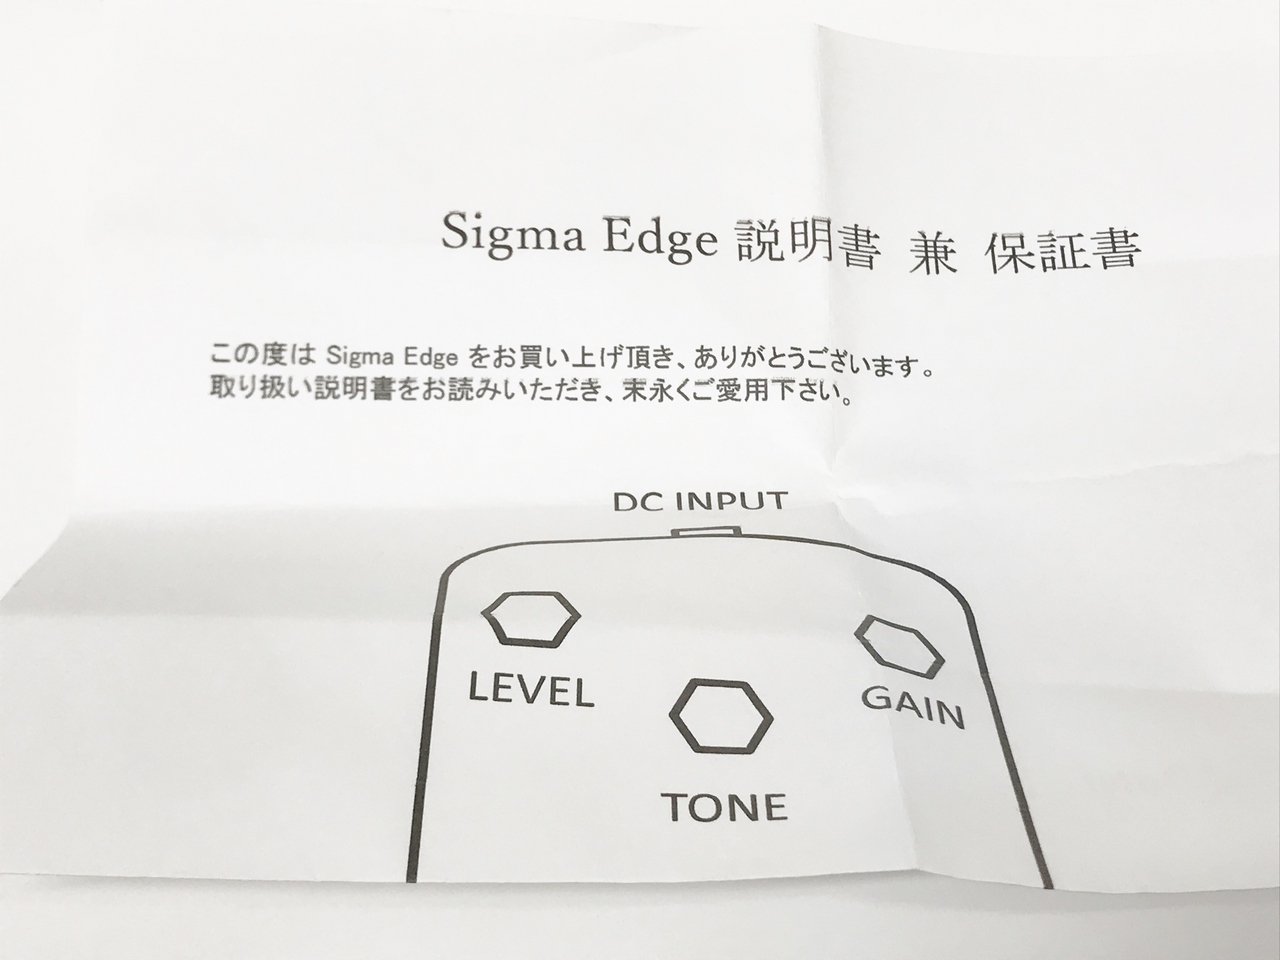 Sigma Edge 説明書 兼 保証書
この度は Sigma Edge をお買い上げ頂き、ありがとうございます。
取り扱い説明書をお読みいただき、末永くご愛用下さい。
DC INPUT
LEVEL
GAIN
TONE